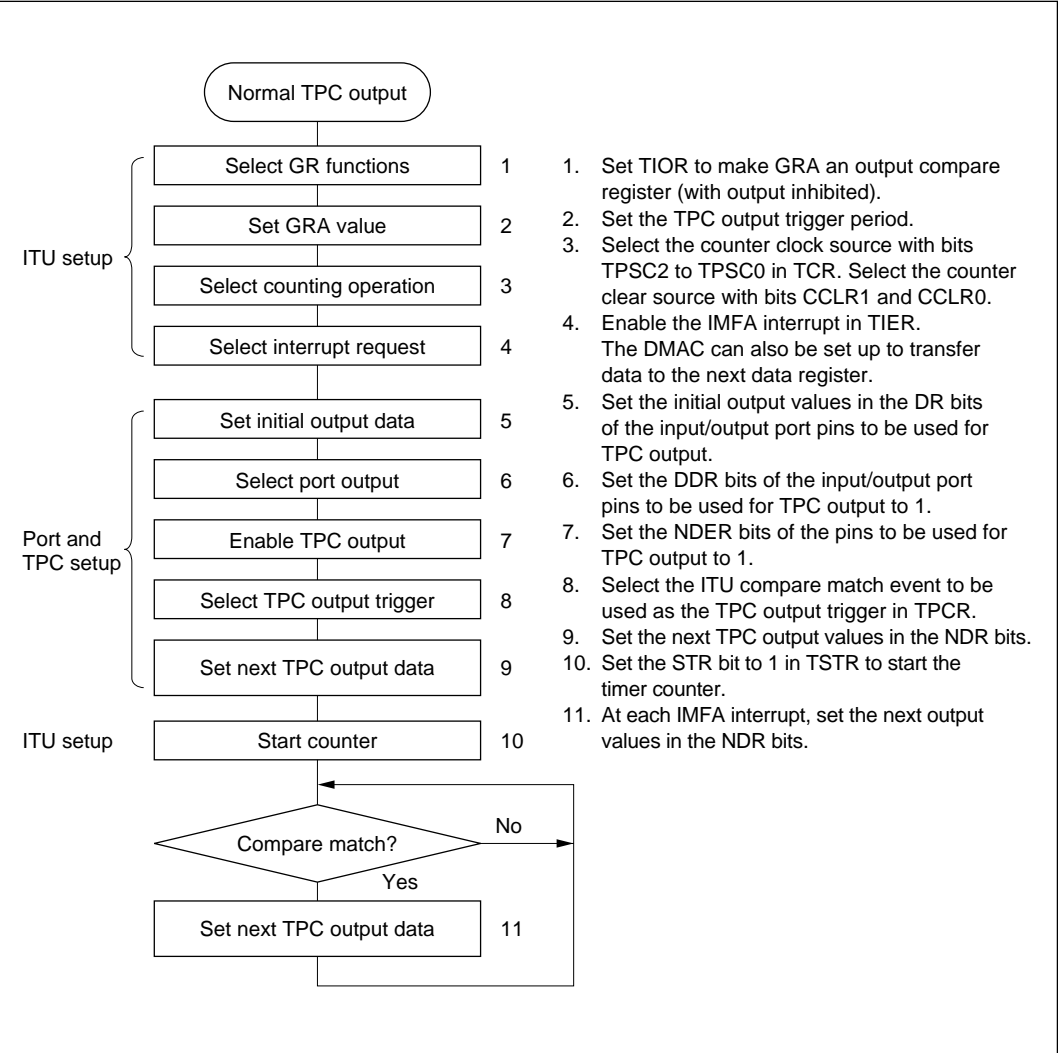 Normal TPC output
ITU setup
Select GR functions 1
Set GRA value 2
Select counting operation 3
Select interrupt request 4
Port and
TPC setup
Set initial output data 5
Select port output 6
Enable TPC output 7
Select TPC output trigger 8
Set next TPC output data 9
ITU setup
Start counter 10
Compare match?
No
Yes
Set next TPC output data 11
1. Set TIOR to make GRA an output compare
register (with output inhibited).
2. Set the TPC output trigger period.
3. Select the counter clock source with bits
TPSC2 to TPSC0 in TCR. Select the counter
clear source with bits CCLR1 and CCLR0.
4. Enable the IMFA interrupt in TIER.
The DMAC can also be set up to transfer
data to the next data register.
5. Set the initial output values in the DR bits
of the input/output port pins to be used for
TPC output.
6. Set the DDR bits of the input/output port
pins to be used for TPC output to 1.
7. Set the NDER bits of the pins to be used for
TPC output to 1.
8. Select the ITU compare match event to be
used as the TPC output trigger in TPCR.
9. Set the next TPC output values in the NDR bits.
10. Set the STR bit to 1 in TSTR to start the
timer counter.
11. At each IMFA interrupt, set the next output
values in the NDR bits.